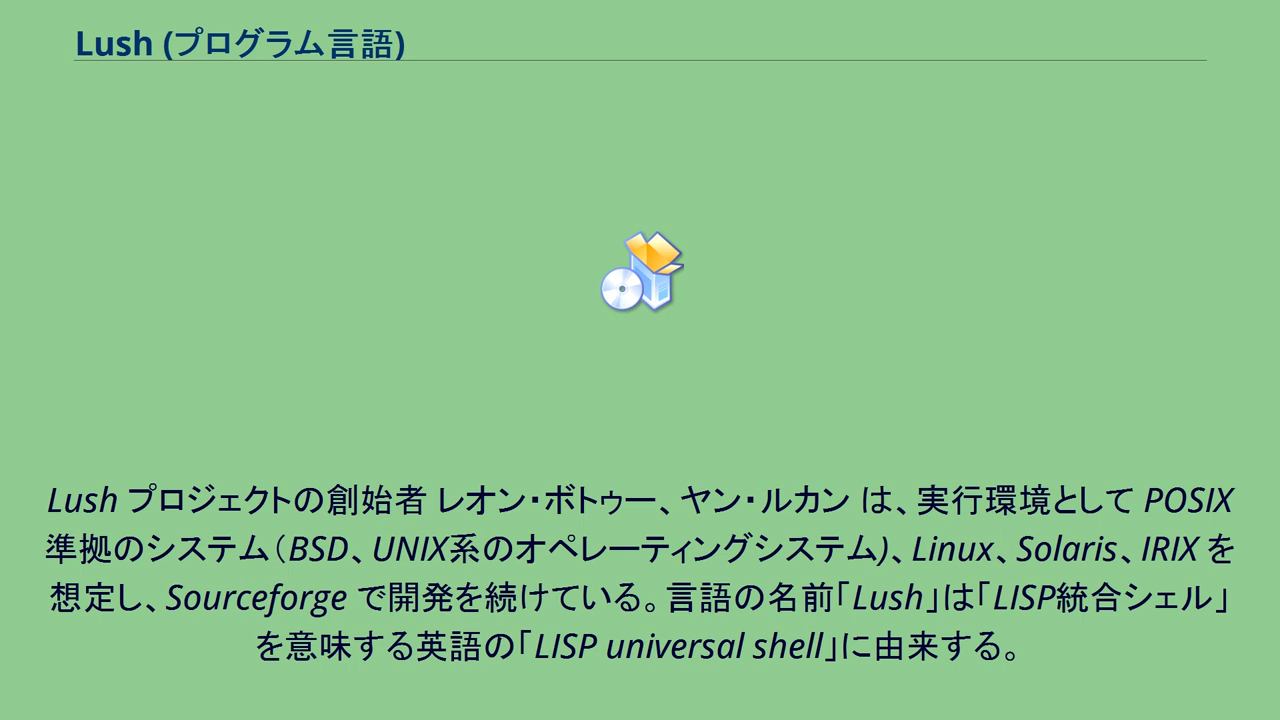 Lush (プログラム言語)
Lush プロジェクトの創始者 レオン・ボトゥー、ヤン・ルカン は、実行環境として POSIX
準拠のシステム（BSD、UNIX系のオペレーティングシステム)、Linux、Solaris、IRIX を
想定し、Sourceforge で開発を続けている。言語の名前「Lush」は「LISP統合シェル」
を意味する英語の「LISP universal shell」に由来する。